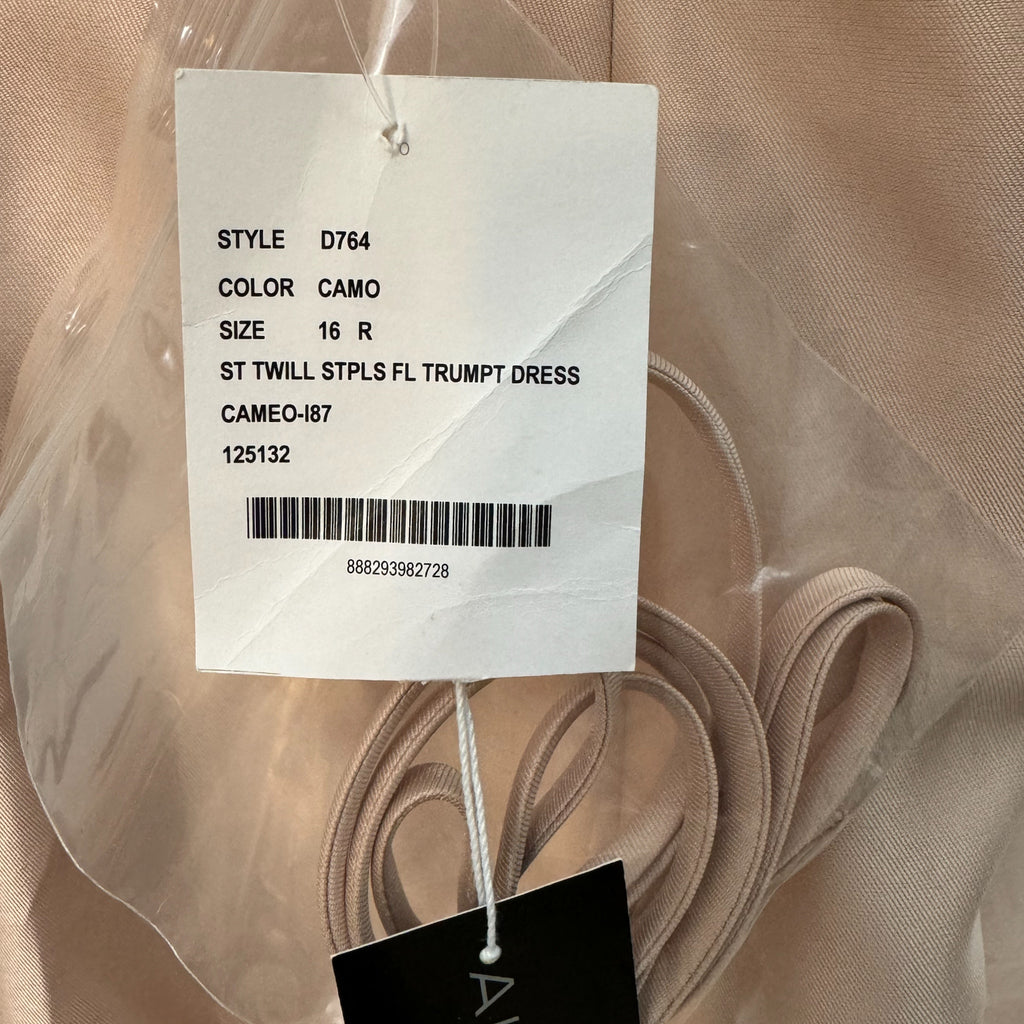 STYLE D764
COLOR CAMO
SIZE 16 R
ST TWILL STPLS FL TRUMPT DRESS
CAMEO-I87
125132
888293982728